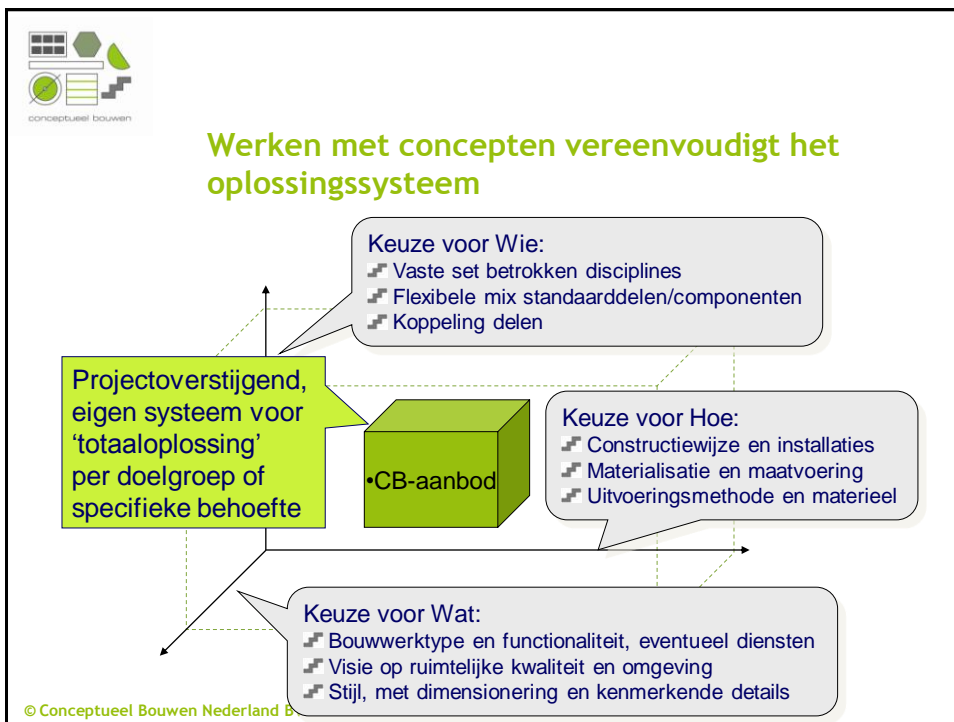 conceptueel bouwen
Werken met concepten vereenvoudigt het
oplossingssysteem
Keuze voor Wie:
Vaste set betrokken disciplines
Flexibele mix standaarddelen/componenten
Koppeling delen
Projectoverstijgend,
eigen systeem voor
‘totaaloplossing’
per doelgroep of
specifieke behoefte
•CB-aanbod
Keuze voor Hoe:
Constructiewijze en installaties
Materialisatie en maatvoering
Uitvoeringsmethode en materieel
Keuze voor Wat:
Bouwwerktype en functionaliteit, eventueel diensten
Visie op ruimtelijke kwaliteit en omgeving
Stijl, met dimensionering en kenmerkende details
© Conceptueel Bouwen Nederland